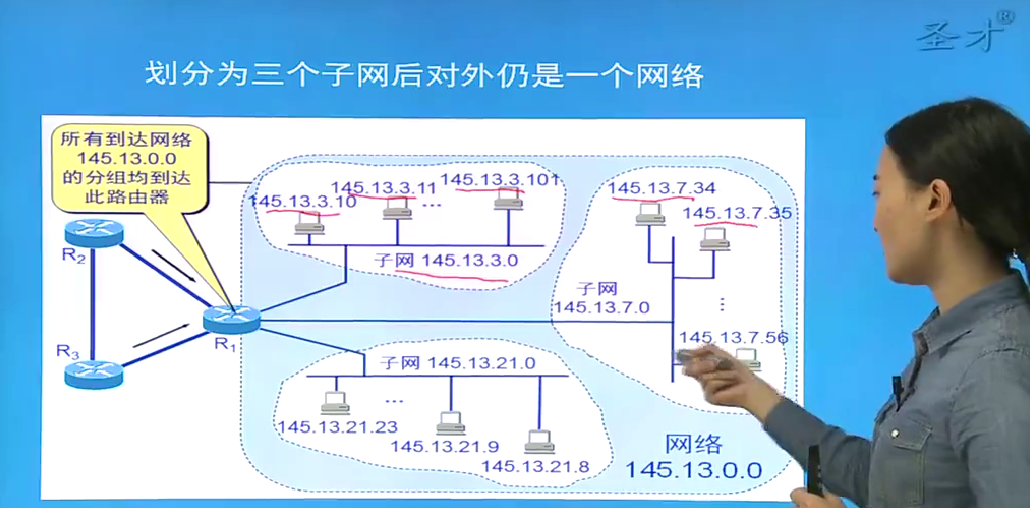 圣才®
划分为三个子网后对外仍是一个网络
所有到达网络
145.13.0.0
的分组均到达
此路由器
145.13.3.10
145.13.3.11
...
145.13.3.101
子网 145.13.3.0
145.13.7.34
145.13.7.35
子网
145.13.7.0
...
145.13.7.56
R2
R1
R3
子网 145.13.21.0
...
145.13.21.23
145.13.21.9
145.13.21.8
网络
145.13.0.0